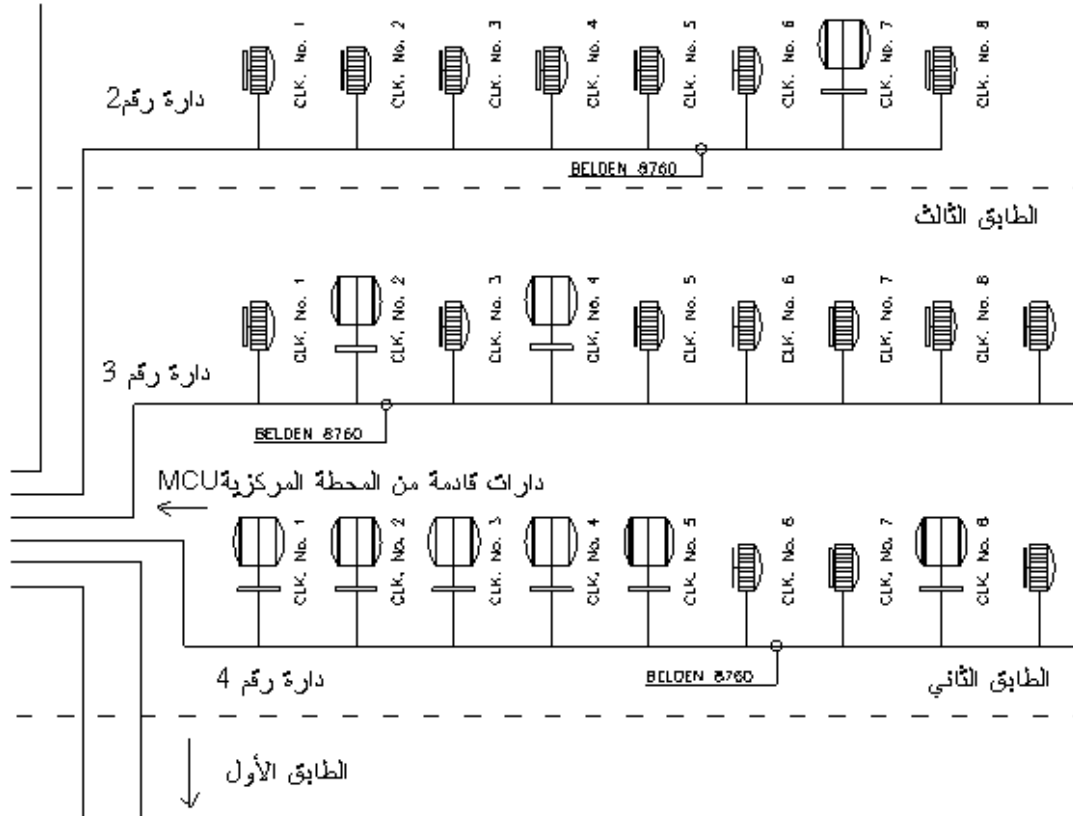 CLK. No. 1
CLK. No. 2
CLK. No. 3
CLK. No. 4
CLK. No. 5
CLK. No. 6
CLK. No. 7
CLK. No. 8
دارة رقم2
BELDEN 8760
الطابق الثالث
CLK. No. 1
CLK. No. 2
CLK. No. 3
CLK. No. 4
CLK. No. 5
CLK. No. 6
CLK. No. 7
CLK. No. 8
دارة رقم 3
BELDEN 8760
دارات قادمة من المحطة المركزيةMCU
CLK. No. 1
CLK. No. 2
CLK. No. 3
CLK. No. 4
CLK. No. 5
CLK. No. 6
CLK. No. 7
CLK. No. 8
دارة رقم 4
BELDEN 8760
الطابق الثاني
الطابق الأول